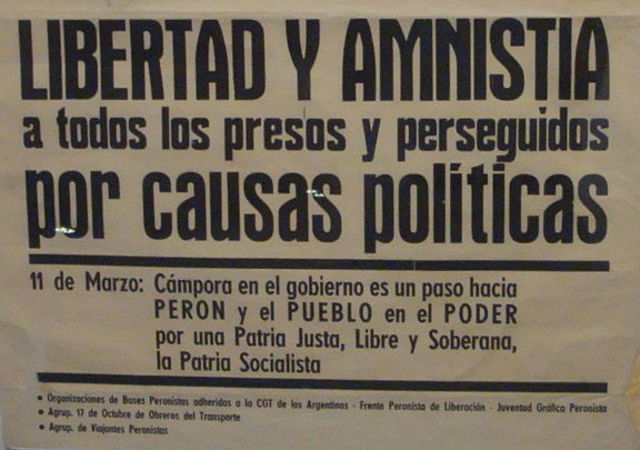 LIBERTAD Y AMNISTIA
a todos los presos y perseguidos
por causas políticas
11 de Marzo: Cámpora en el gobierno es un paso hacia
PERON y el PUEBLO en el PODER
por una Patria Justa, Libre y Soberana,
la Patria Socialista
• Organizaciones de Bases Peronistas adheridas a la CGT de los Argentinos - Frente Peronista de Liberación - Juventud Gráfica Peronista
• Agrup. 17 de Octubre de Obreros del Transporte
• Agrup. de Viajantes Peronistas